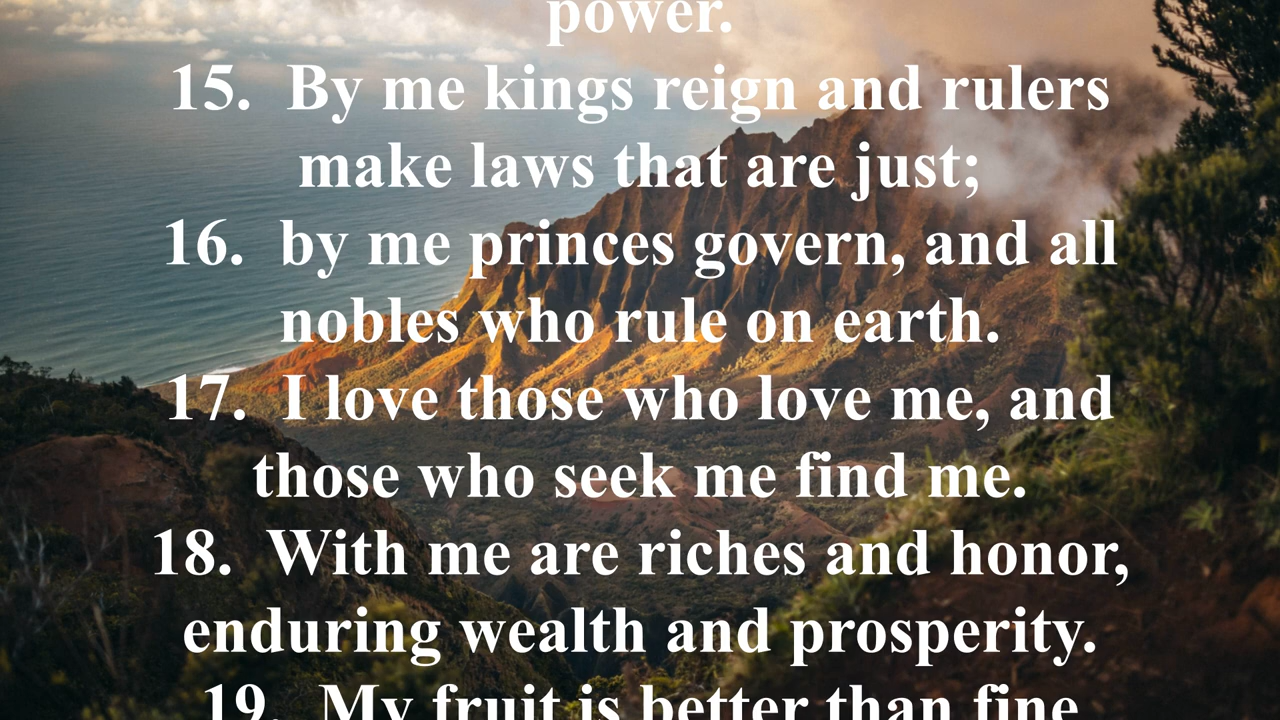 power.
15.  By me kings reign and rulers
make laws that are just;
16.  by me princes govern, and all
nobles who rule on earth.
17.  I love those who love me, and
those who seek me find me.
18.  With me are riches and honor,
enduring wealth and prosperity.
19.  My fruit is better than fine